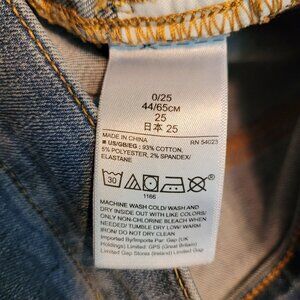 0/25
44/65CM
25
日本 25
MADE IN CHINA
RN 54023
■ US/GB/EG : 93% COTTON,
5% POLYESTER, 2% SPANDEX/
ELASTANE
30
1166
MACHINE WASH COLD/ WASH AND
DRY INSIDE OUT WITH LIKE COLORS/
ONLY NON-CHLORINE BLEACH WHEN
NEEDED/ TUMBLE DRY LOW/ WARM
IRON/ DO NOT DRY CLEAN
Imported By/Importe Par: Gap (UK
Holdings) Limited: GPS (Great Britain)
Limited Gap Stores (Ireland) Limited